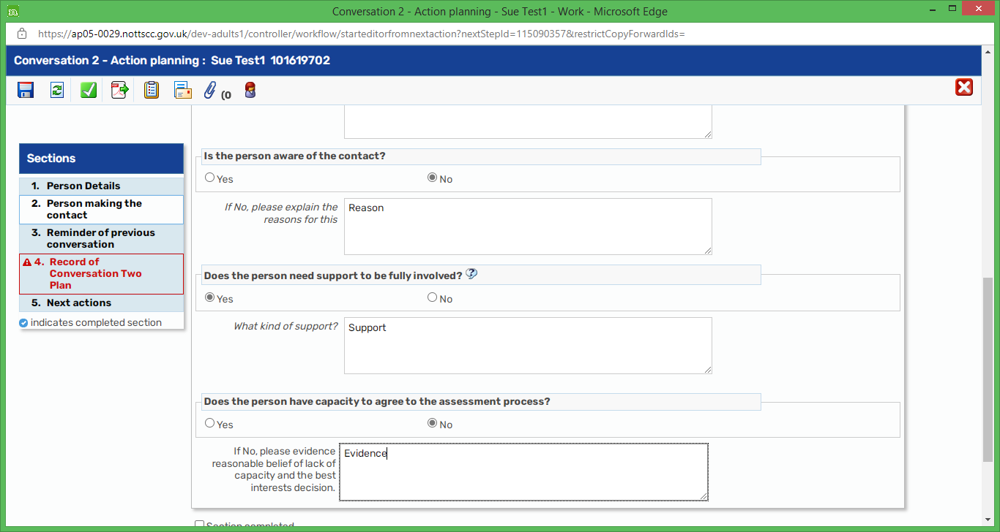 Conversation 2 - Action planning - Sue Test1 - Work - Microsoft Edge
https://ap05-0029.nottscc.gov.uk/dev-adults1/controller/workflow/starteditorfromnextaction?nextStepId=115090357&restrictCopyForwardIds=
Conversation 2 - Action planning : Sue Test1 101619702
(0
Sections
1. Person Details
2. Person making the
contact
3. Reminder of previous
conversation
4. Record of
Conversation Two
Plan
5. Next actions
indicates completed section
Is the person aware of the contact?
Yes No
If No, please explain the
reasons for this
Reason
Does the person need support to be fully involved?
Yes No
What kind of support?
Support
Does the person have capacity to agree to the assessment process?
Yes No
If No, please evidence
reasonable belief of lack of
capacity and the best
interests decision.
Evidence
Section completed